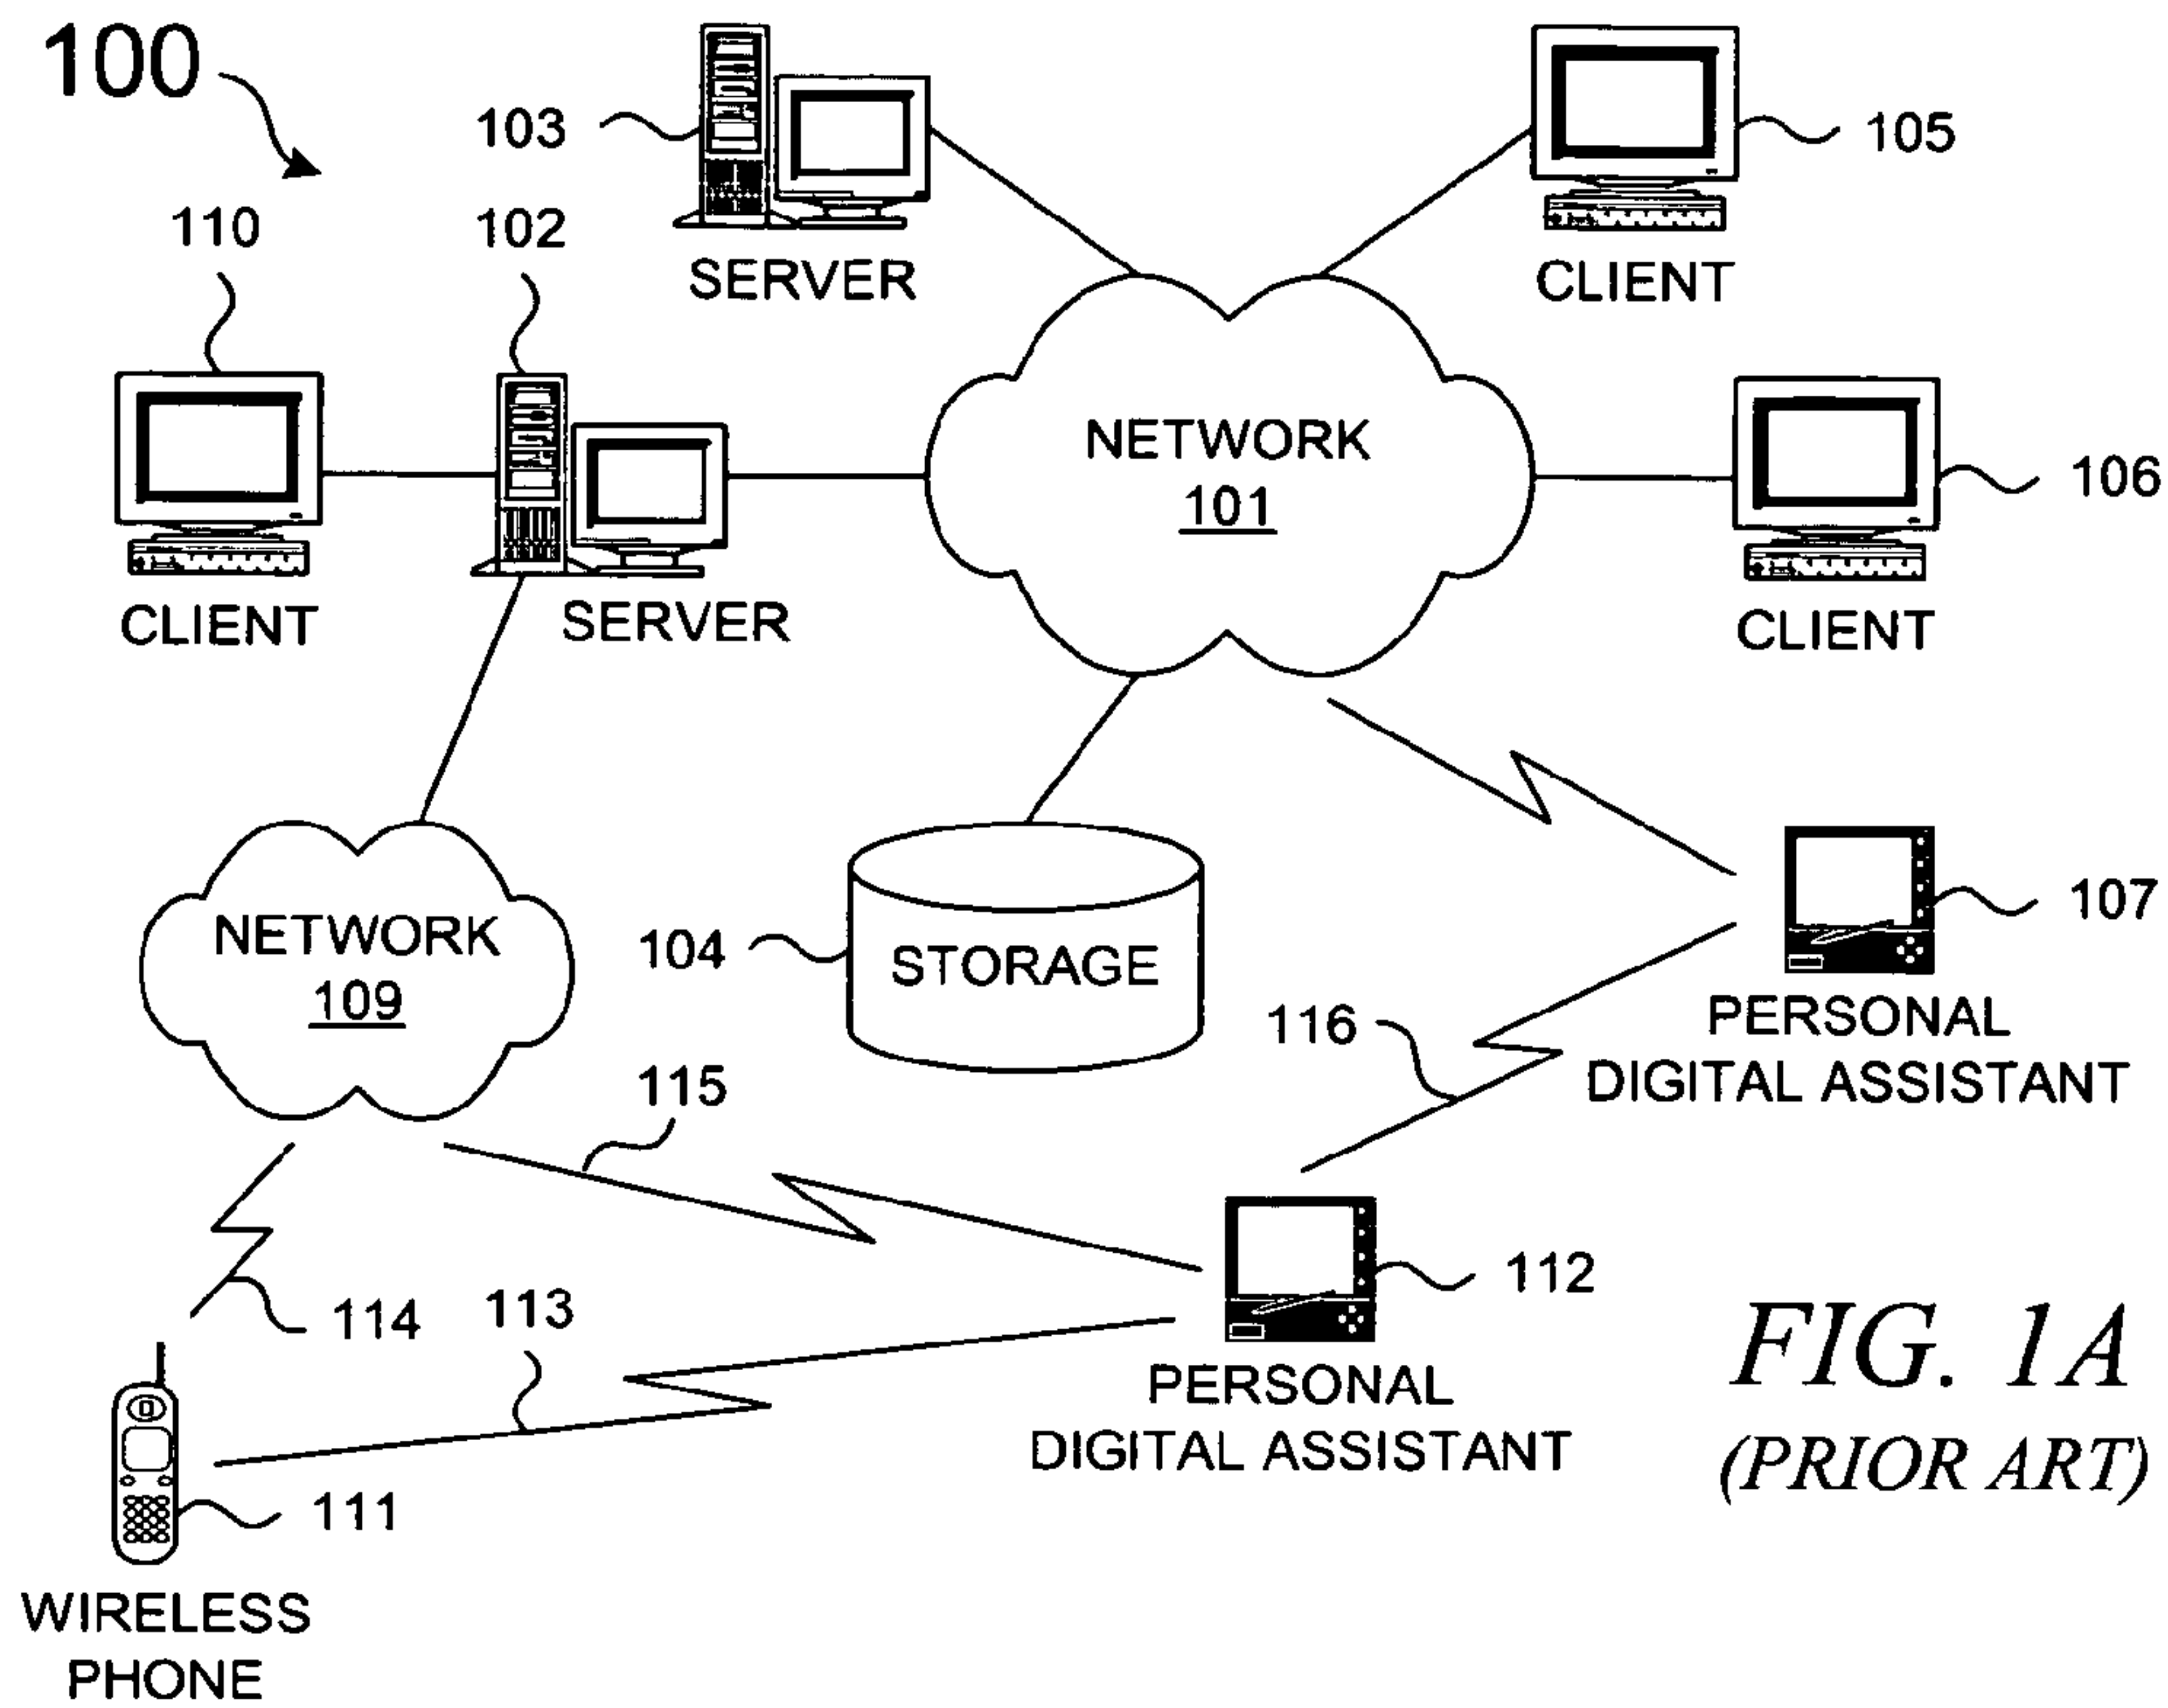 100
103
105
110
102
SERVER
CLIENT
NETWORK
101
106
CLIENT
SERVER
CLIENT
NETWORK
109
104
STORAGE
107
116
PERSONAL
DIGITAL ASSISTANT
115
112
114
113
PERSONAL
DIGITAL ASSISTANT
111
WIRELESS
PHONE
FIG. 1A
(PRIOR ART)